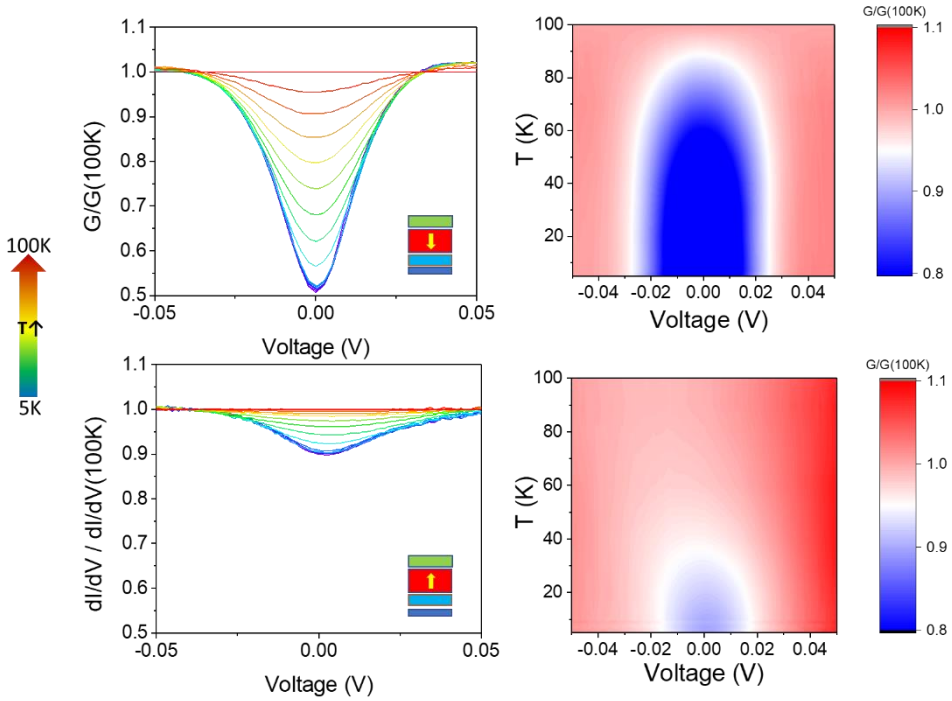 G/G(100K)
1.1
1.0
0.9
0.8
0.7
0.6
0.5
-0.05 0.00 0.05
Voltage (V)
T (K)
100
80
60
40
20
-0.04 -0.02 0.00 0.02 0.04
Voltage (V)
G/G(100K)
1.1
1.0
0.9
0.8
100K
T↑
5K
dI/dV / dI/dV(100K)
1.1
1.0
0.9
0.8
0.7
0.6
0.5
-0.05 0.00 0.05
Voltage (V)
T (K)
100
80
60
40
20
-0.04 -0.02 0.00 0.02 0.04
Voltage (V)
G/G(100K)
1.1
1.0
0.9
0.8